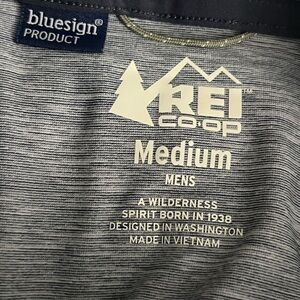 bluesign®
PRODUCT
REI
CO·OP
Medium
MENS
A WILDERNESS
SPIRIT BORN IN 1938
DESIGNED IN WASHINGTON
MADE IN VIETNAM